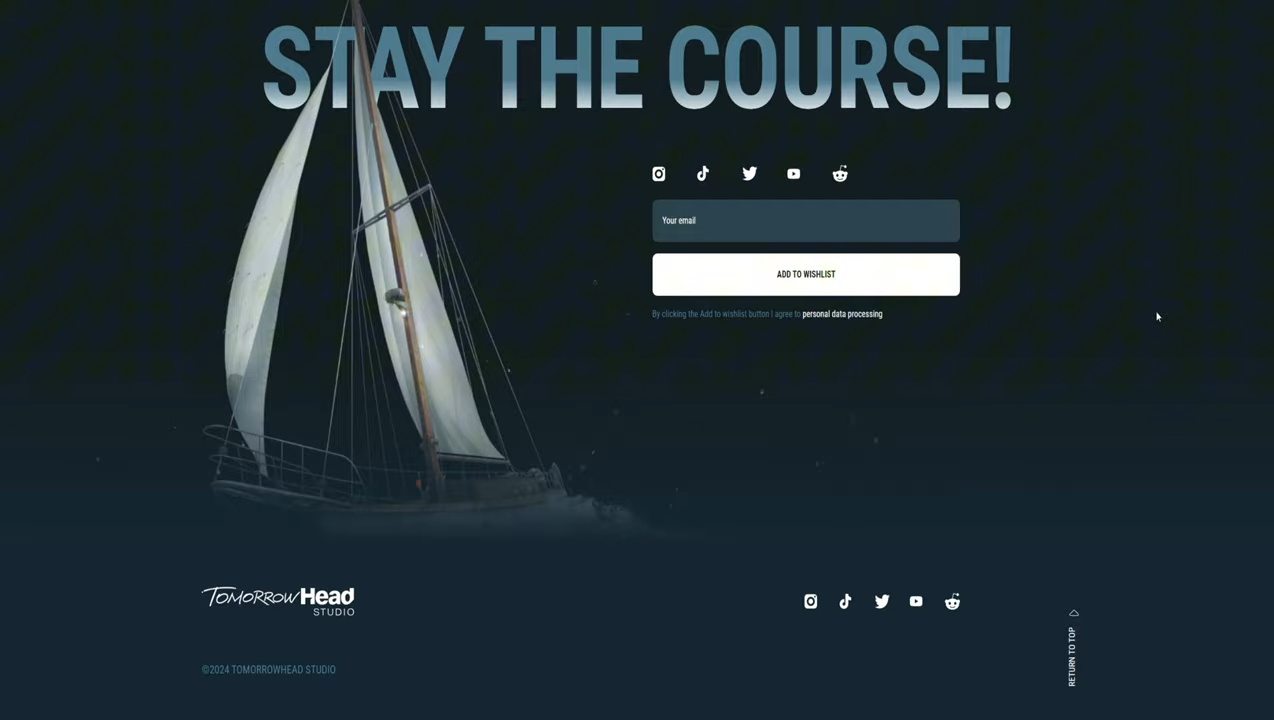 STAY THE COURSE!
Your email
ADD TO WISHLIST
By clicking the Add to wishlist button I agree to personal data processing
TOMORROWHead
STUDIO
RETURN TO TOP
©2024 TOMORROWHEAD STUDIO